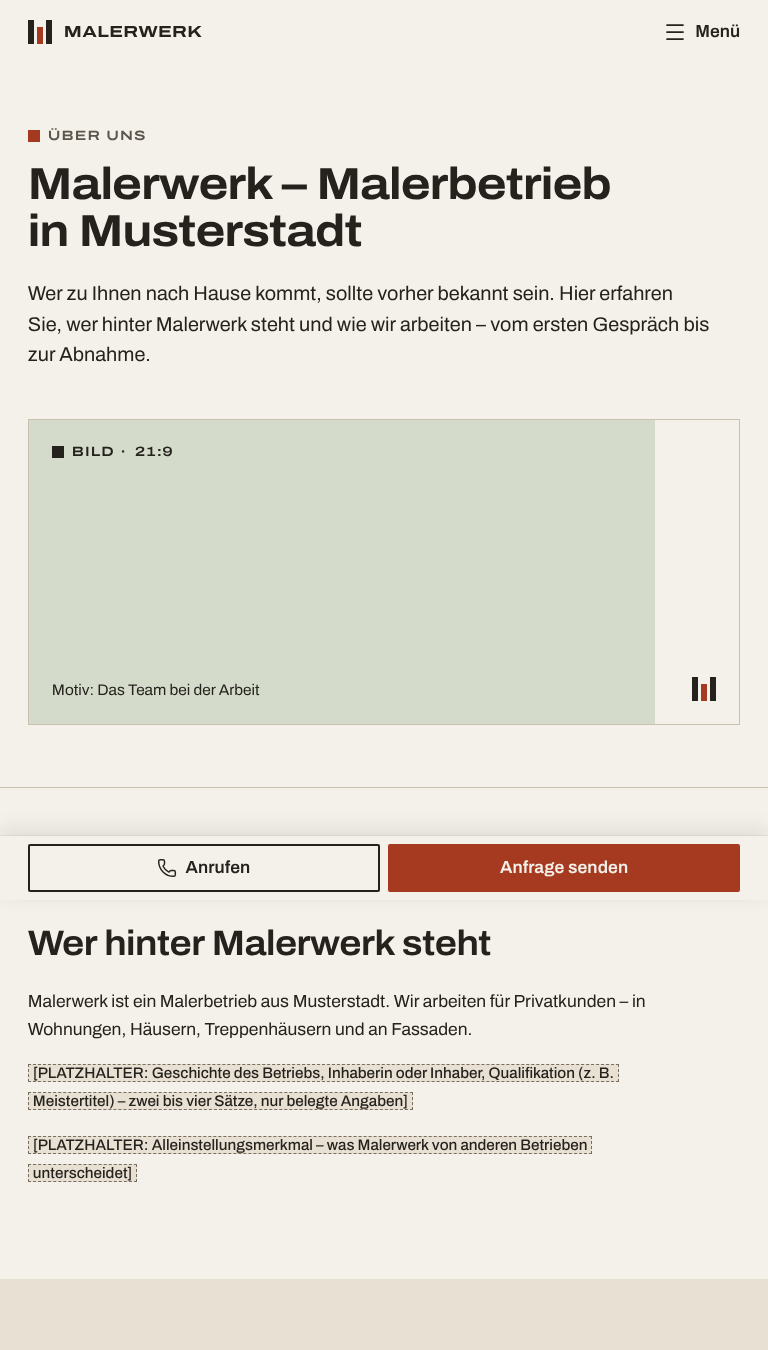 MALERWERK
Menü
ÜBER UNS
Malerwerk – Malerbetrieb
in Musterstadt
Wer zu Ihnen nach Hause kommt, sollte vorher bekannt sein. Hier erfahren
Sie, wer hinter Malerwerk steht und wie wir arbeiten – vom ersten Gespräch bis
zur Abnahme.
BILD · 21:9
Motiv: Das Team bei der Arbeit
Anrufen
Anfrage senden
Wer hinter Malerwerk steht
Malerwerk ist ein Malerbetrieb aus Musterstadt. Wir arbeiten für Privatkunden – in
Wohnungen, Häusern, Treppenhäusern und an Fassaden.
[PLATZHALTER: Geschichte des Betriebs, Inhaberin oder Inhaber, Qualifikation (z. B.
Meistertitel) – zwei bis vier Sätze, nur belegte Angaben]
[PLATZHALTER: Alleinstellungsmerkmal – was Malerwerk von anderen Betrieben
unterscheidet]